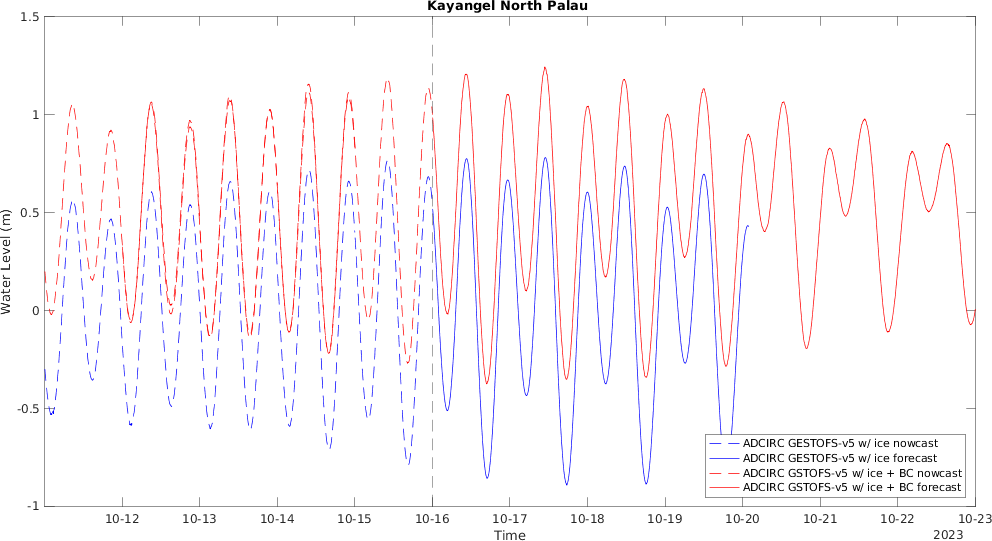 Kayangel North Palau
1.5
1
0.5
0
-0.5
-1
Water Level (m)
ADCIRC GESTOFS-v5 w/ ice nowcast
ADCIRC GESTOFS-v5 w/ ice forecast
ADCIRC GSTOFS-v5 w/ ice + BC nowcast
ADCIRC GSTOFS-v5 w/ ice + BC forecast
10-12 10-13 10-14 10-15 10-16 10-17 10-18 10-19 10-20 10-21 10-22 10-23
Time
2023